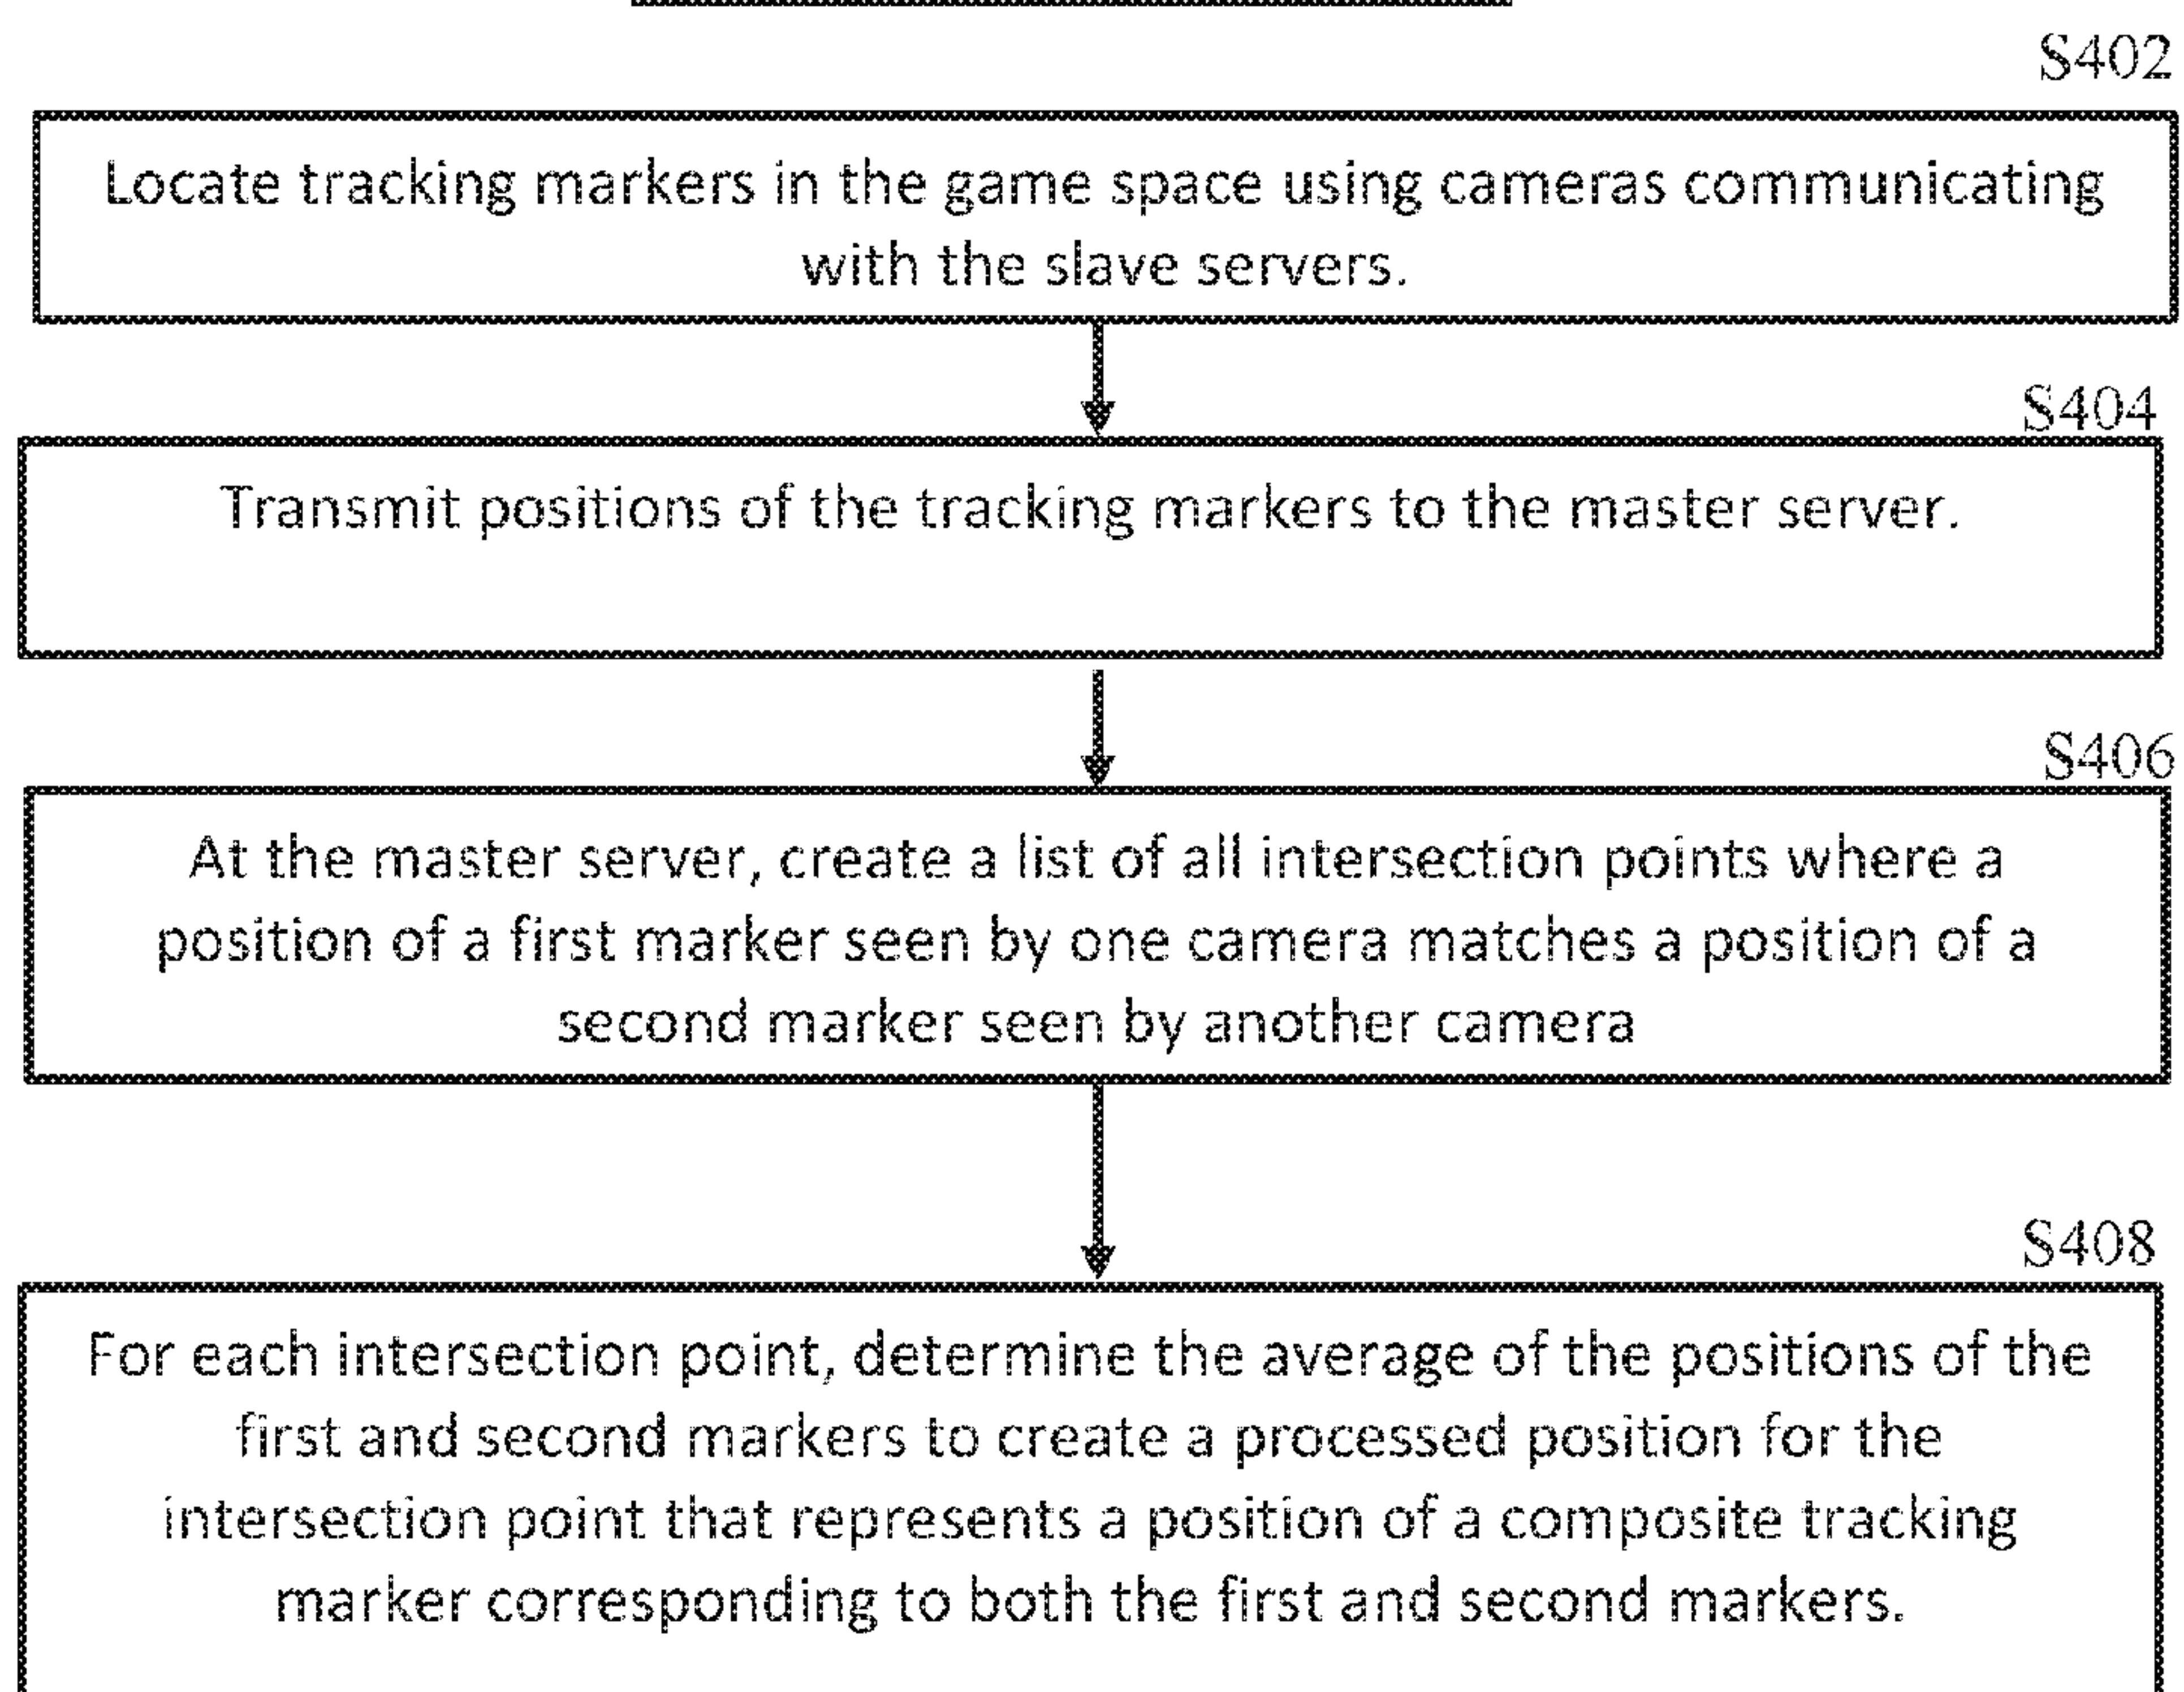 S402
Locate tracking markers in the game space using cameras communicating
with the slave servers.
S404
Transmit positions of the tracking markers to the master server.
S406
At the master server, create a list of all intersection points where a
position of a first marker seen by one camera matches a position of a
second marker seen by another camera
S408
For each intersection point, determine the average of the positions of the
first and second markers to create a processed position for the
intersection point that represents a position of a composite tracking
marker corresponding to both the first and second markers.